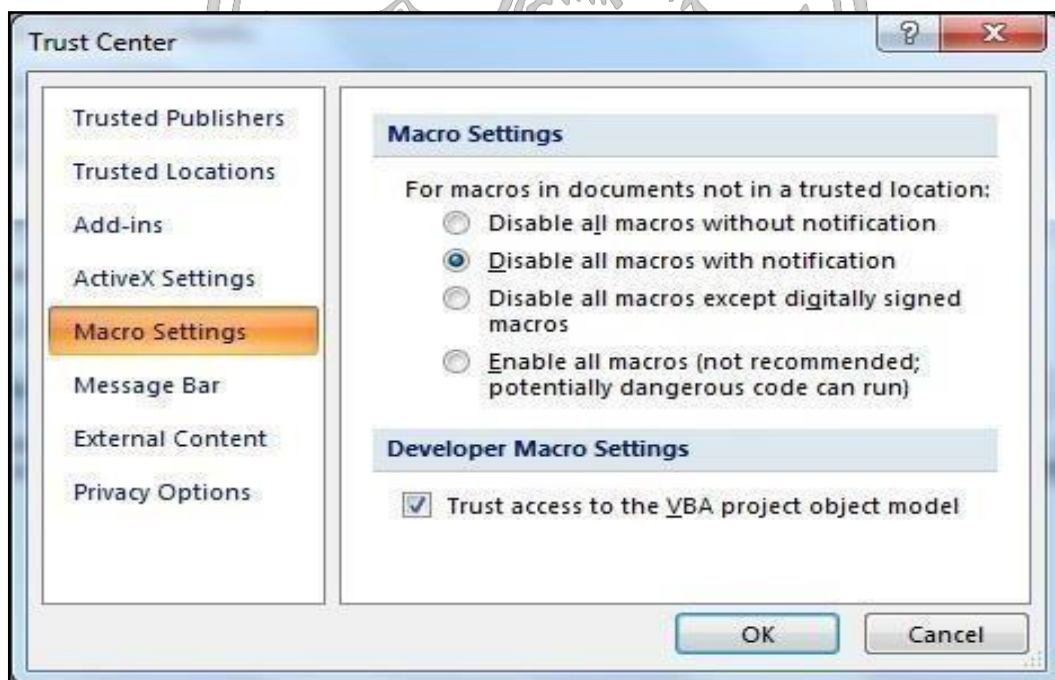 Trust Center
Trusted Publishers
Trusted Locations
Add-ins
ActiveX Settings
Macro Settings
Message Bar
External Content
Privacy Options
Macro Settings
For macros in documents not in a trusted location:
Disable all macros without notification
Disable all macros with notification
Disable all macros except digitally signed
macros
Enable all macros (not recommended;
potentially dangerous code can run)
Developer Macro Settings
Trust access to the VBA project object model
OK
Cancel